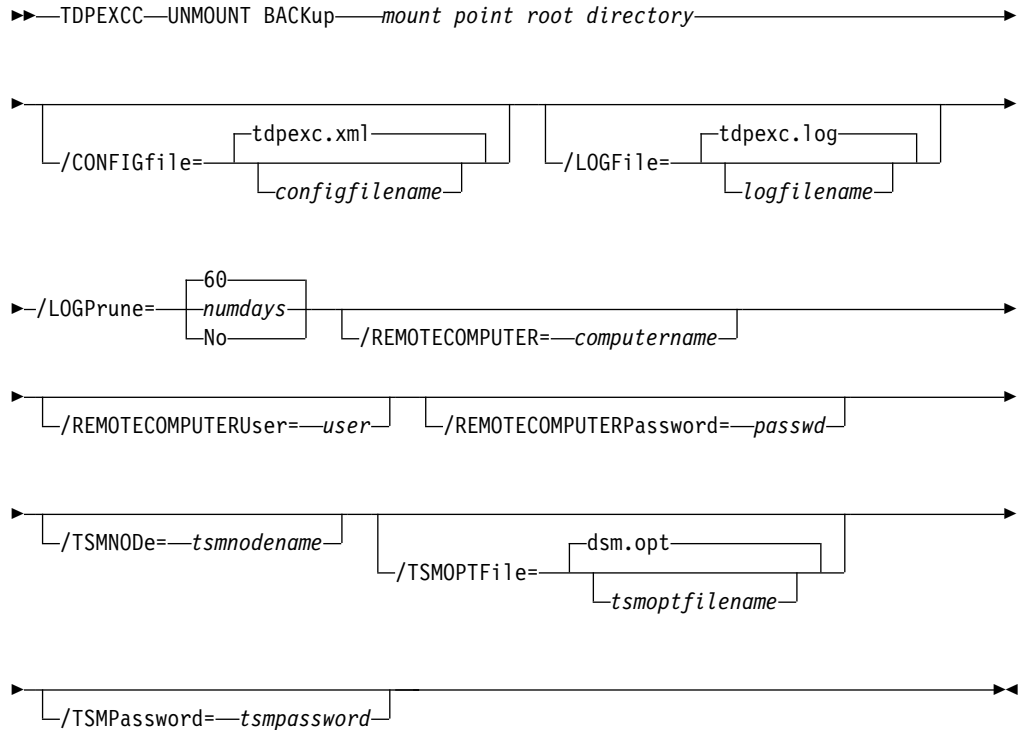 TDPEXCC UNMOUNT BACKup mount point root directory
tdpexc.xml
/CONFIGfile=
configfilename
tdpexc.log
/LOGFile=
logfilename
60
/LOGPrune= numdays
No
/REMOTECOMPUTER= computername
/REMOTECOMPUTERUser= user /REMOTECOMPUTERPassword= passwd
/TSMNODe= tsmnodename
dsm.opt
/TSMOPTFile=
tsmoptfilename
/TSMPassword= tsmpassword